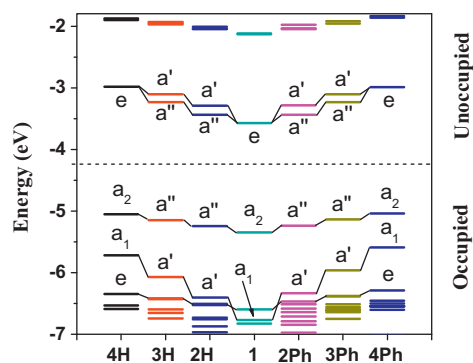 -2
-3
-4
-5
-6
-7
Energy (eV)
Unoccupied
Occupied
e a' a'' a' a'' e a' a'' a' a'' e
a₂ a'' a'' a₂ a'' a'' a₂
a₁ a' a' a₁ a' a' a₁
e e
4H 3H 2H 1 2Ph 3Ph 4Ph